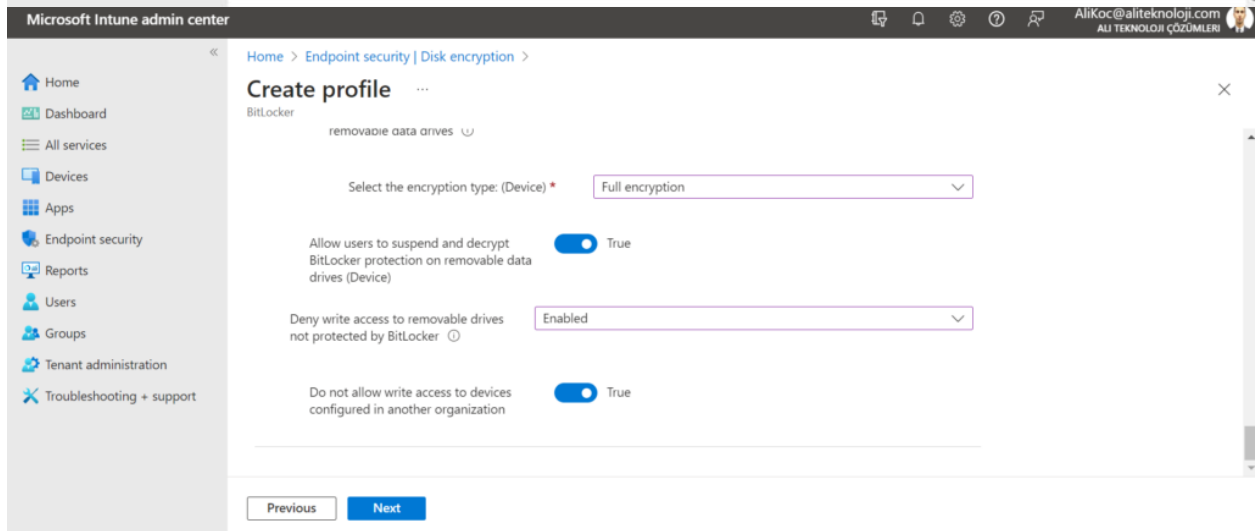 Microsoft Intune admin center
AliKoc@aliteknoloji.com
ALI TEKNOLOJI ÇÖZÜMLERI
Home
Dashboard
All services
Devices
Apps
Endpoint security
Reports
Users
Groups
Tenant administration
Troubleshooting + support
Home > Endpoint security | Disk encryption >
Create profile ...
BitLocker
removable data drives
Select the encryption type: (Device) * Full encryption
Allow users to suspend and decrypt
BitLocker protection on removable data
drives (Device)
True
Deny write access to removable drives
not protected by BitLocker
Enabled
Do not allow write access to devices
configured in another organization
True
Previous
Next